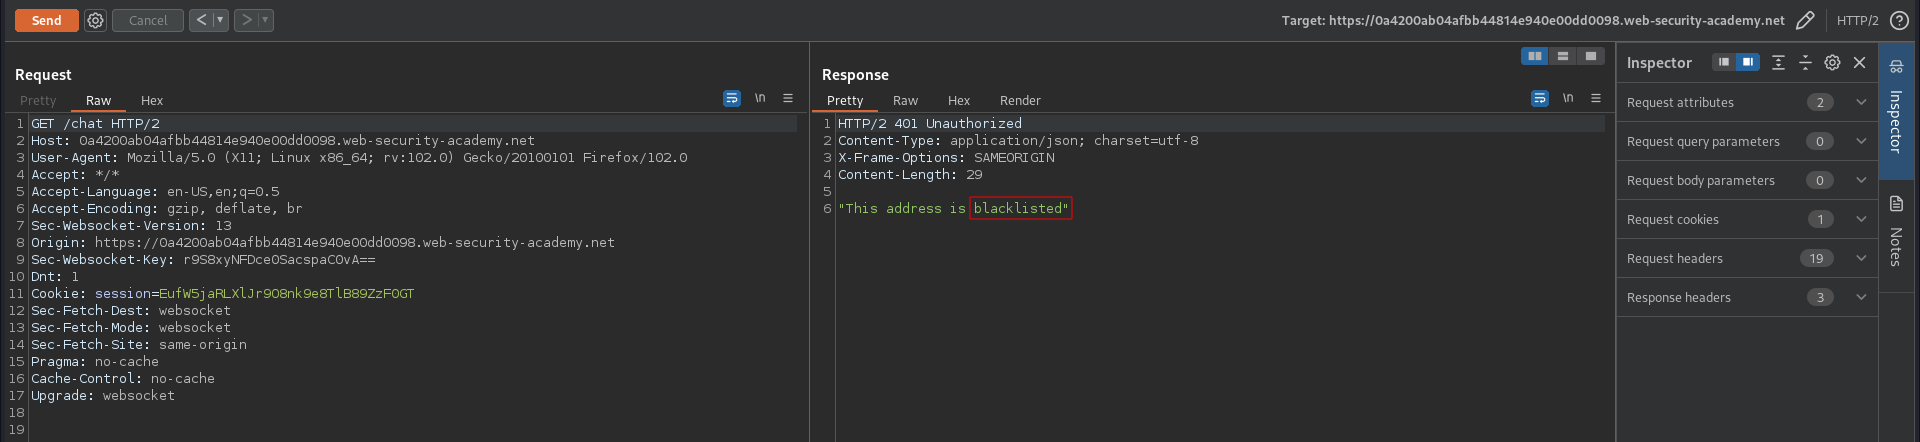 Send Cancel < > Target: https://0a4200ab04afbb44814e940e00dd0098.web-security-academy.net HTTP/2
Request
Pretty Raw Hex \n
1 GET /chat HTTP/2
2 Host: 0a4200ab04afbb44814e940e00dd0098.web-security-academy.net
3 User-Agent: Mozilla/5.0 (X11; Linux x86_64; rv:102.0) Gecko/20100101 Firefox/102.0
4 Accept: */*
5 Accept-Language: en-US,en;q=0.5
6 Accept-Encoding: gzip, deflate, br
7 Sec-Websocket-Version: 13
8 Origin: https://0a4200ab04afbb44814e940e00dd0098.web-security-academy.net
9 Sec-Websocket-Key: r9S8xyNFDceOSacspaCOvA==
10 Dnt: 1
11 Cookie: session=EufW5jaRLXlJr9O8nk9e8TlB89ZzFOGT
12 Sec-Fetch-Dest: websocket
13 Sec-Fetch-Mode: websocket
14 Sec-Fetch-Site: same-origin
15 Pragma: no-cache
16 Cache-Control: no-cache
17 Upgrade: websocket
18
19
Response
Pretty Raw Hex Render \n
1 HTTP/2 401 Unauthorized
2 Content-Type: application/json; charset=utf-8
3 X-Frame-Options: SAMEORIGIN
4 Content-Length: 29
5
6 "This address is blacklisted"
Inspector
Request attributes 2
Request query parameters 0
Request body parameters 0
Request cookies 1
Request headers 19
Response headers 3
Inspector
Notes